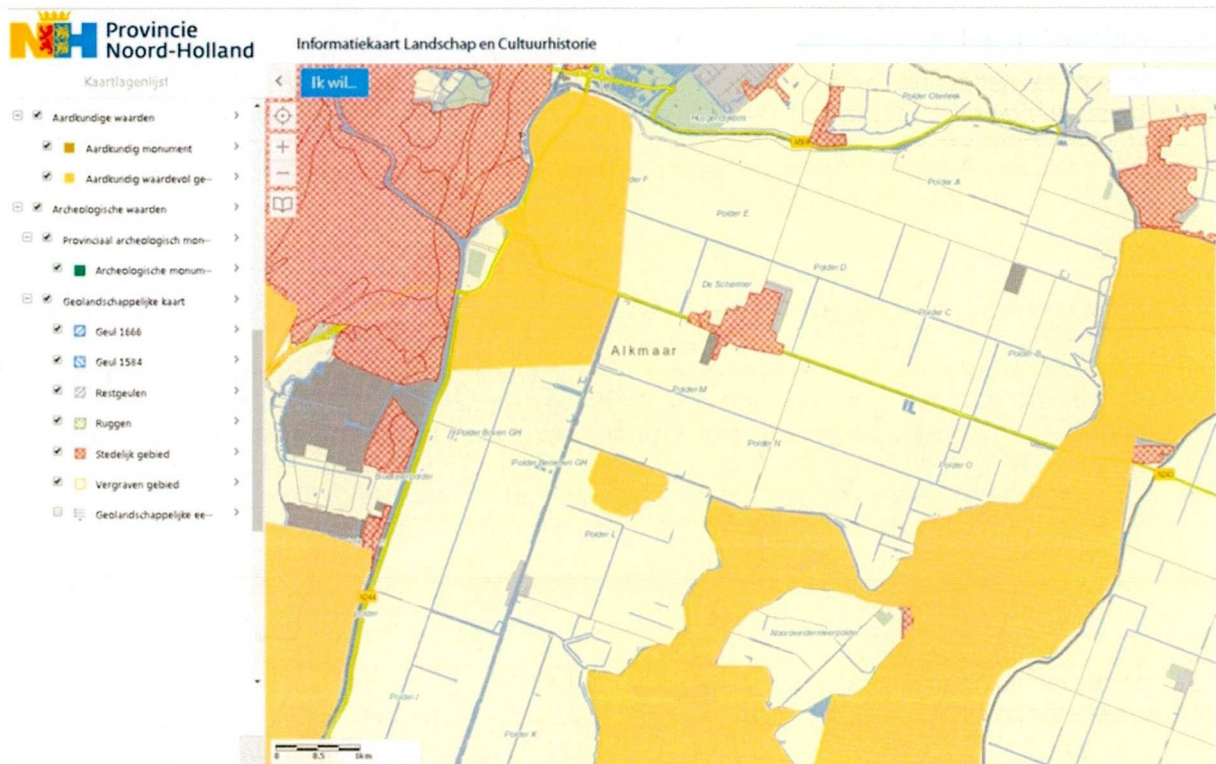 NH
Provincie
Noord-Holland
Informatiekaart Landschap en Cultuurhistorie
Kaartlagenlijst
Ik wil...
Aardkundige waarden
Aardkundig monument
Aardkundig waardevol ge--
Archeologische waarden
Provinciaal archeologisch mon--
Archeologische monum--
Geolandschappelijke kaart
Geul 1666
Geul 1584
Restgeulen
Ruggen
Stedelijk gebied
Vergraven gebied
Geolandschappelijke ee--
Polder Oterleek
Polder A
Polder E
Polder D
De Schermer
Polder C
Alkmaar
Polder M
Polder Boven GH
Polder N
Polder Beneden GH
Polder O
N243
Polder L
N244
Polder
Noordeindermeerpolder
Polder I
Polder K
0 0.5 1km